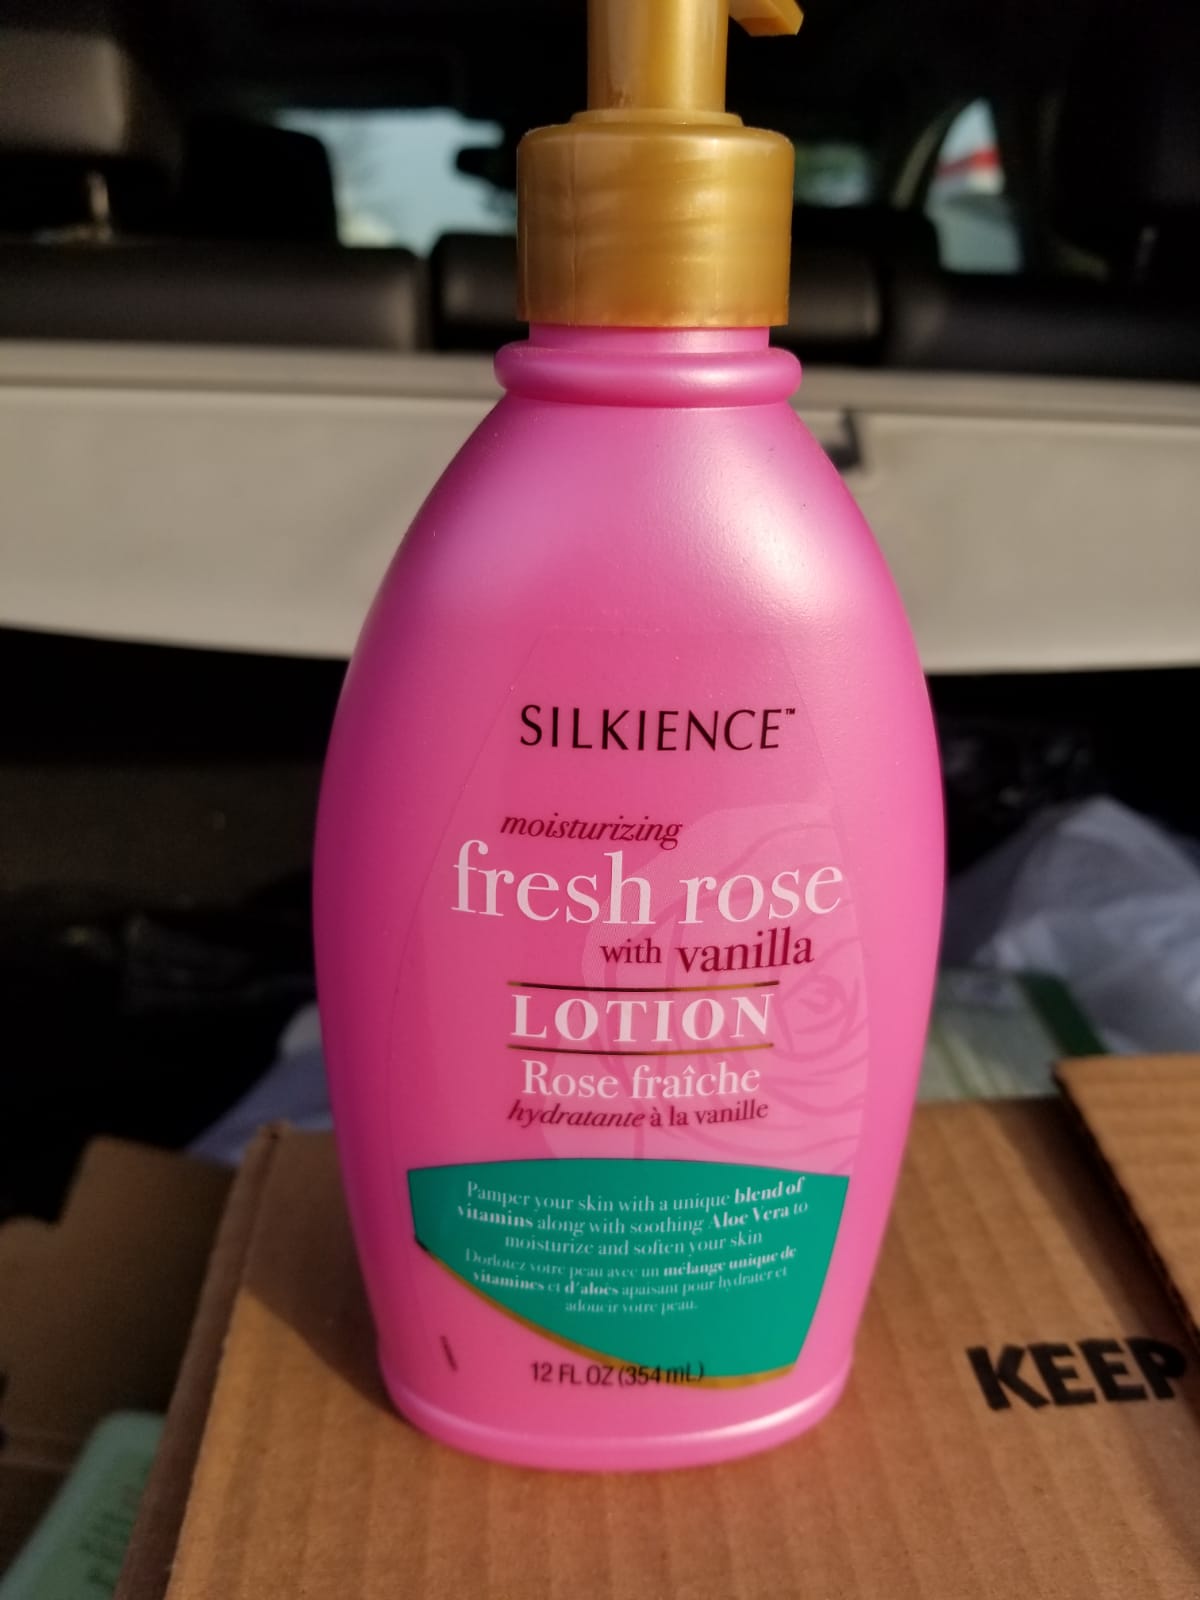 SILKIENCE™
moisturizing
fresh rose
with vanilla
LOTION
Rose fraîche
hydratante à la vanille
Pamper your skin with a unique blend of
vitamins along with soothing Aloe Vera to
moisturize and soften your skin
Dorlotez votre peau avec un mélange unique de
vitamines et d'aloès apaisant pour hydrater et
adoucir votre peau.
12 FL OZ (354 mL)
KEEP